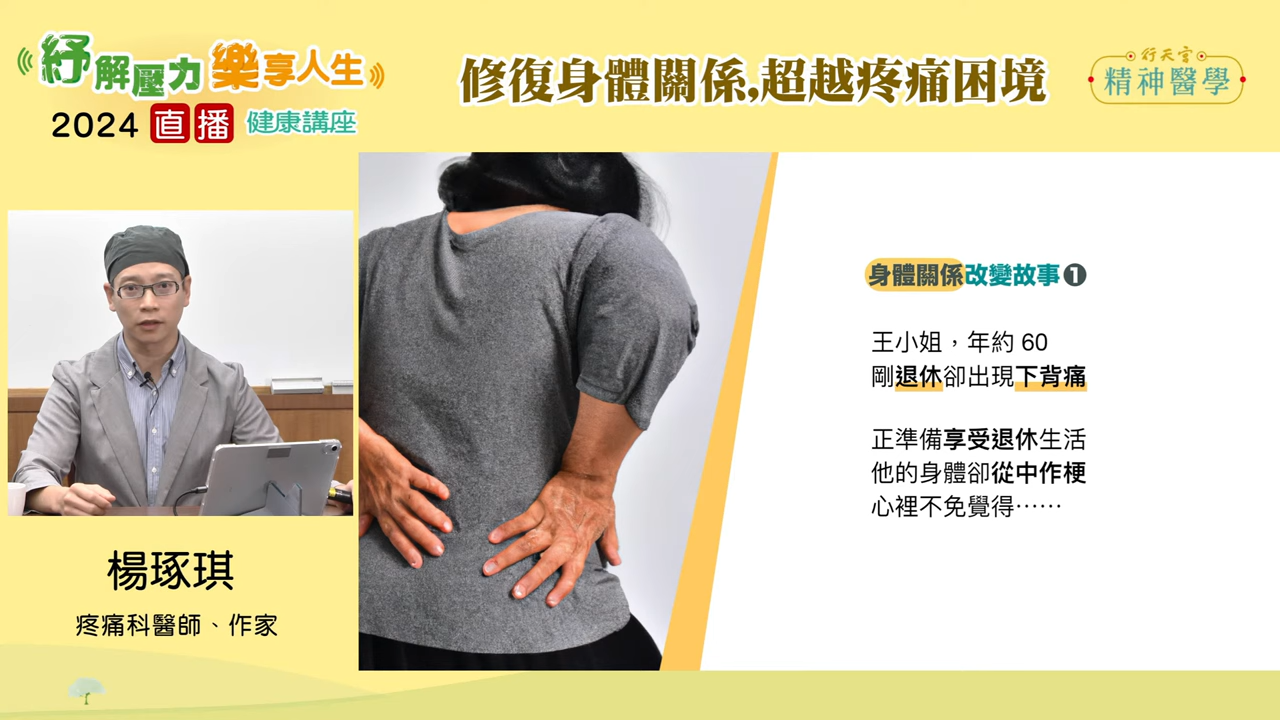 紓解壓力 樂享人生
2024 直播 健康講座
修復身體關係,超越疼痛困境
行天宮
精神醫學
身體關係改變故事❶
王小姐，年約 60
剛退休卻出現下背痛
正準備享受退休生活
他的身體卻從中作梗
心裡不免覺得⋯⋯
楊琢琪
疼痛科醫師、作家